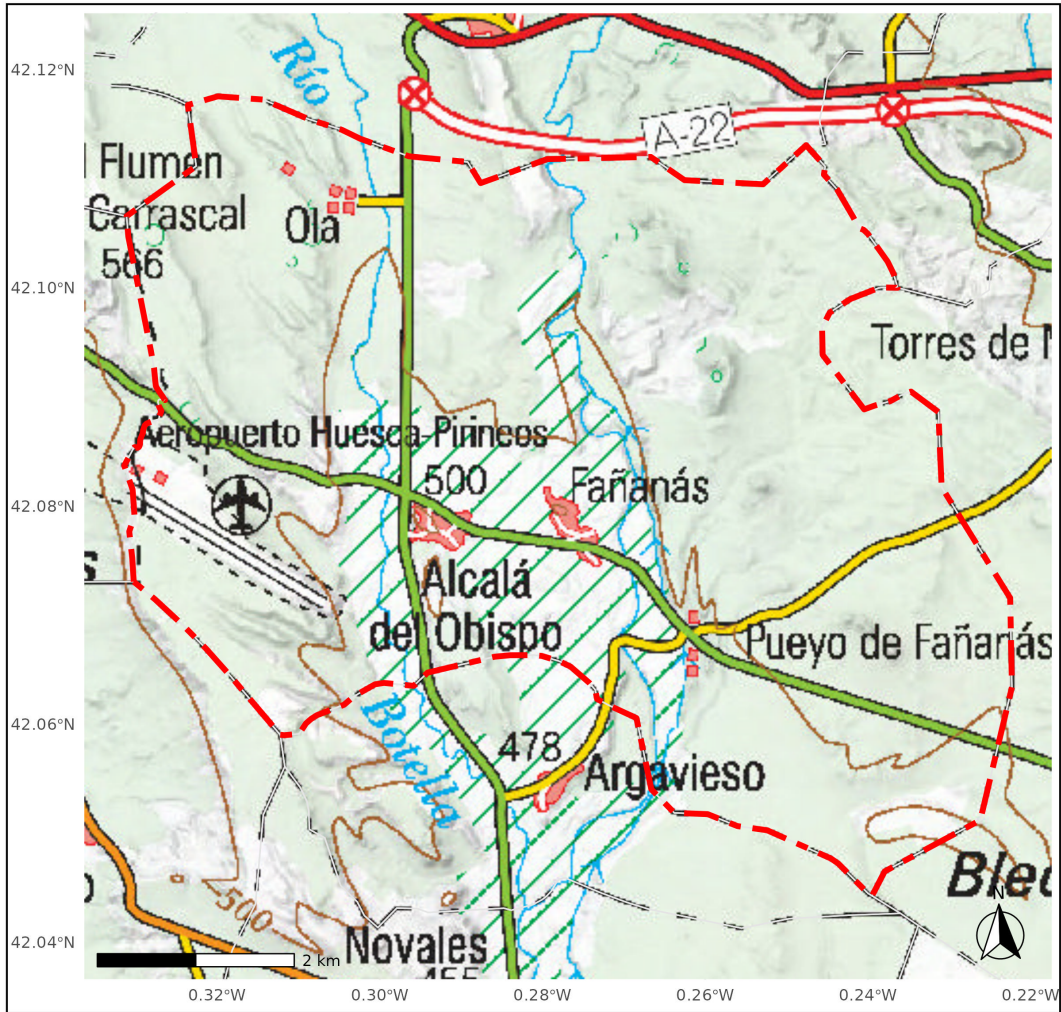 42.12°N
42.10°N
42.08°N
42.06°N
42.04°N
Río
A-22
Flumen
Carrascal
566
Ola
Torres de
Aeropuerto Huesca-Pirineos
500
Fañanás
Alcalá
del Obispo
Pueyo de Fañanás
Botella
478
Argavieso
500
Novales
455
N
2 km
0.32°W
0.30°W
0.28°W
0.26°W
0.24°W
0.22°W